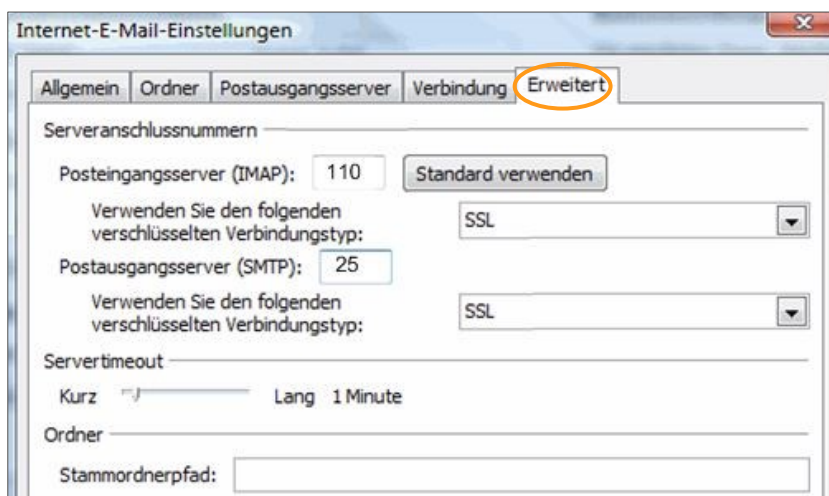 Internet-E-Mail-Einstellungen
Allgemein Ordner Postausgangsserver Verbindung Erweitert
Serveranschlussnummern
Posteingangsserver (IMAP): 110 Standard verwenden
Verwenden Sie den folgenden
verschlüsselten Verbindungstyp: SSL
Postausgangsserver (SMTP): 25
Verwenden Sie den folgenden
verschlüsselten Verbindungstyp: SSL
Servertimeout
Kurz Lang 1 Minute
Ordner
Stammordnerpfad: